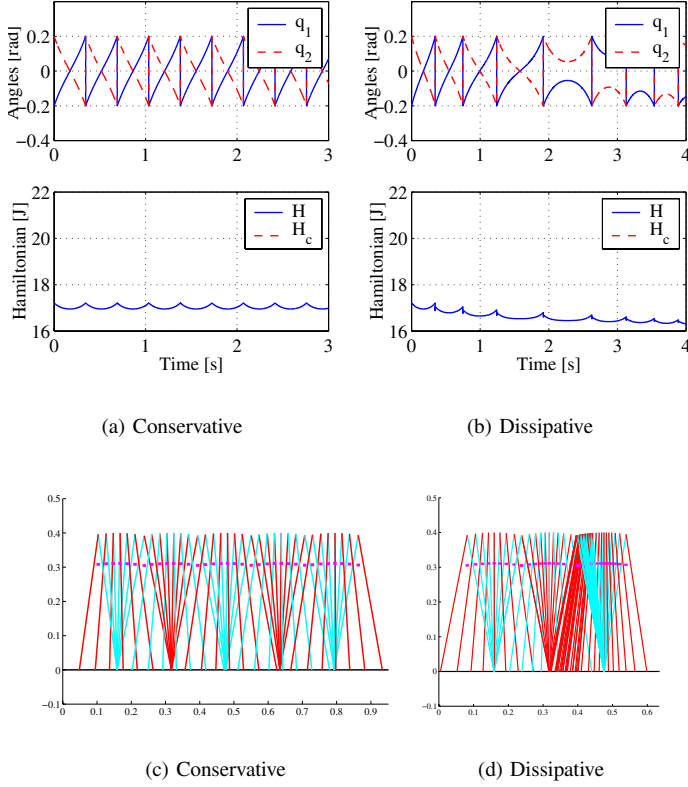 Angles [rad]
0.2
0
−0.2
−0.4
0 1 2 3
q1
q2
Angles [rad]
0.2
0
−0.2
−0.4
0 1 2 3 4
q1
q2
Hamiltonian [J]
22
20
18
16
0 1 2 3
Time [s]
H
H_c
Hamiltonian [J]
22
20
18
16
0 1 2 3 4
Time [s]
H
H_c
(a) Conservative
(b) Dissipative
0.5
0.4
0.3
0.2
0.1
0
−0.1
0 0.1 0.2 0.3 0.4 0.5 0.6 0.7 0.8 0.9
0.5
0.4
0.3
0.2
0.1
0
−0.1
0 0.1 0.2 0.3 0.4 0.5 0.6
(c) Conservative
(d) Dissipative